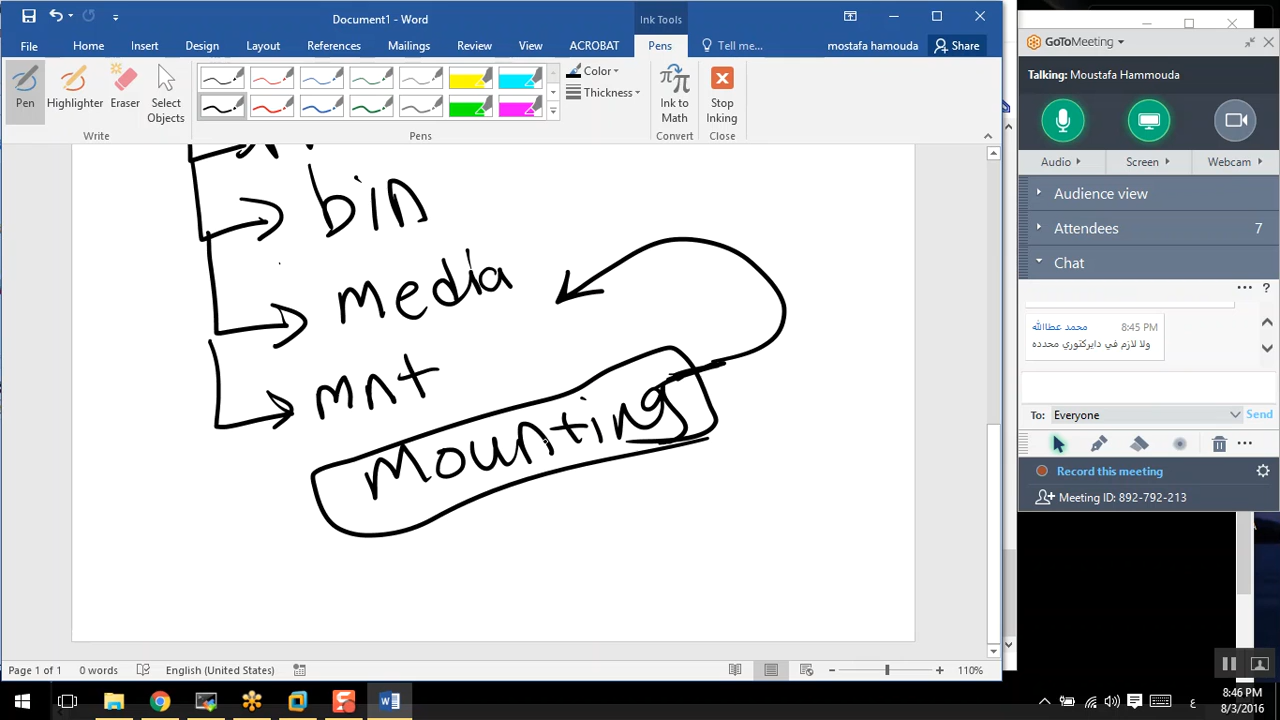 Document1 - Word
Ink Tools
File
Home
Insert
Design
Layout
References
Mailings
Review
View
ACROBAT
Pens
Tell me...
mostafa hamouda
Share
Pen
Highlighter
Eraser
Select Objects
Color
Thickness
Ink to Math
Stop Inking
Write
Pens
Convert
Close
bin
media
mnt
Mounting
Page 1 of 1
0 words
English (United States)
110%
GoToMeeting
Talking: Moustafa Hammouda
Audio
Screen
Webcam
Audience view
Attendees
7
Chat
محمد عطاالله
8:45 PM
ولا لازم في دايركتوري محدده
To:
Everyone
Send
Record this meeting
Meeting ID: 892-792-213
ع
8:46 PM
8/3/2016